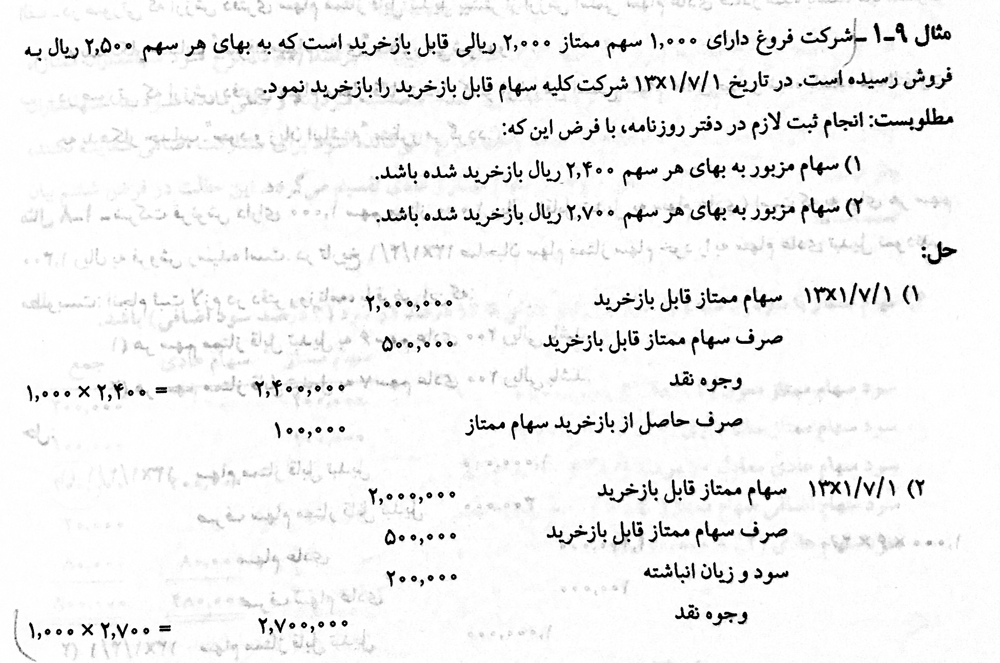 مثال ۹ـ۱ ـ شرکت فروغ دارای ۱,۰۰۰ سهم ممتاز ۲,۰۰۰ ریالی قابل بازخرید است که به بهای هر سهم ۲,۵۰۰ ریال به
فروش رسیده است. در تاریخ ۱۳X۱/۷/۱ شرکت کلیه سهام قابل بازخرید را بازخرید نمود.
مطلوبست: انجام ثبت لازم در دفتر روزنامه، با فرض این که:
۱) سهام مزبور به بهای هر سهم ۲,۴۰۰ ریال بازخرید شده باشد.
۲) سهام مزبور به بهای هر سهم ۲,۷۰۰ ریال بازخرید شده باشد.
حل:
۱) ۱۳X۱/۷/۱ سهام ممتاز قابل بازخرید ۲,۰۰۰,۰۰۰
صرف سهام ممتاز قابل بازخرید ۵۰۰,۰۰۰
وجوه نقد ۲,۴۰۰,۰۰۰ = ۱,۰۰۰ × ۲,۴۰۰
صرف حاصل از بازخرید سهام ممتاز ۱۰۰,۰۰۰
۲) ۱۳X۱/۷/۱ سهام ممتاز قابل بازخرید ۲,۰۰۰,۰۰۰
صرف سهام ممتاز قابل بازخرید ۵۰۰,۰۰۰
سود و زیان انباشته ۲۰۰,۰۰۰
وجوه نقد ۲,۷۰۰,۰۰۰ = ۱,۰۰۰ × ۲,۷۰۰